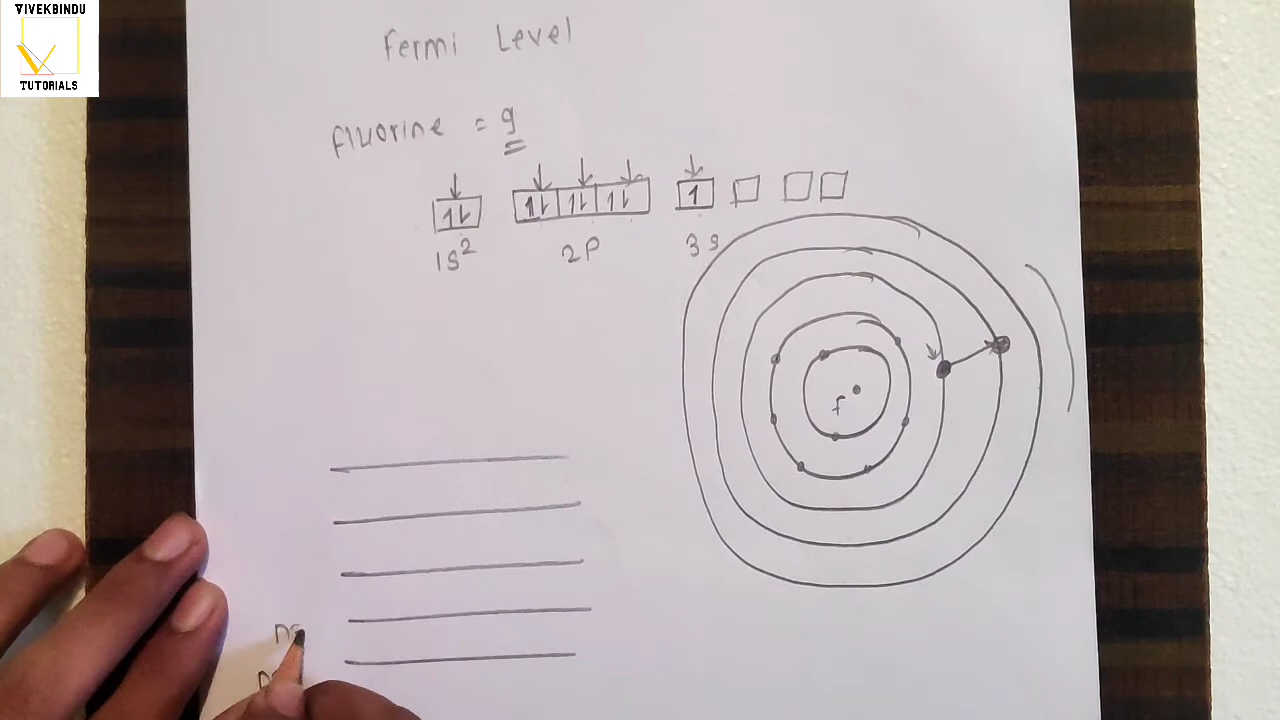 VIVEKBINDU
TUTORIALS
Fermi Level
fluorine = 9
1s² 2P 3s
f